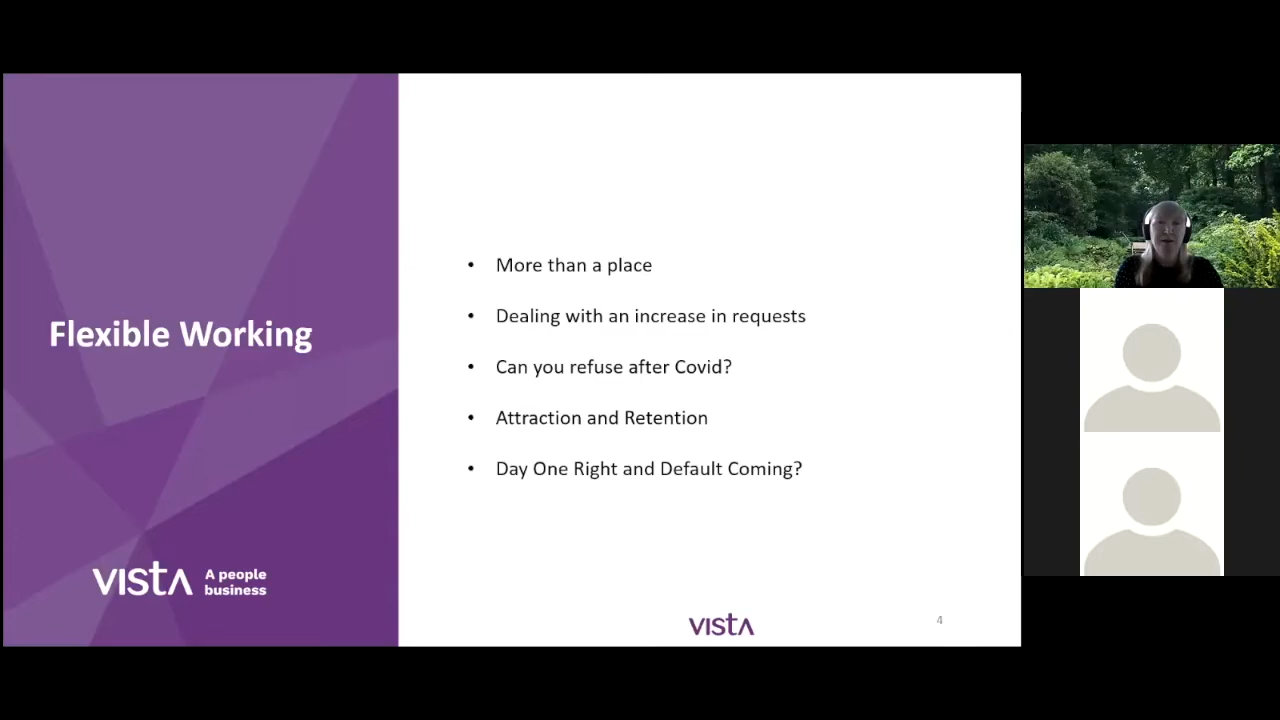 Flexible Working
VISTA A people
business
• More than a place
• Dealing with an increase in requests
• Can you refuse after Covid?
• Attraction and Retention
• Day One Right and Default Coming?
VISTA
4